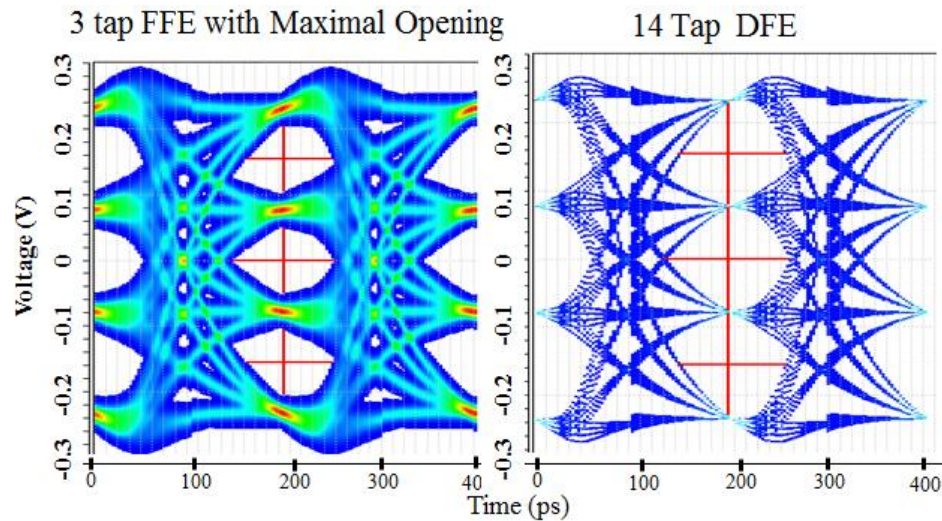 3 tap FFE with Maximal Opening
14 Tap DFE
Voltage (V)
0.3
0.2
0.1
0
-0.1
-0.2
-0.3
0.3
0.2
0.1
0
-0.1
-0.2
-0.3
0 100 200 300 40
0 100 200 300 400
Time (ps)